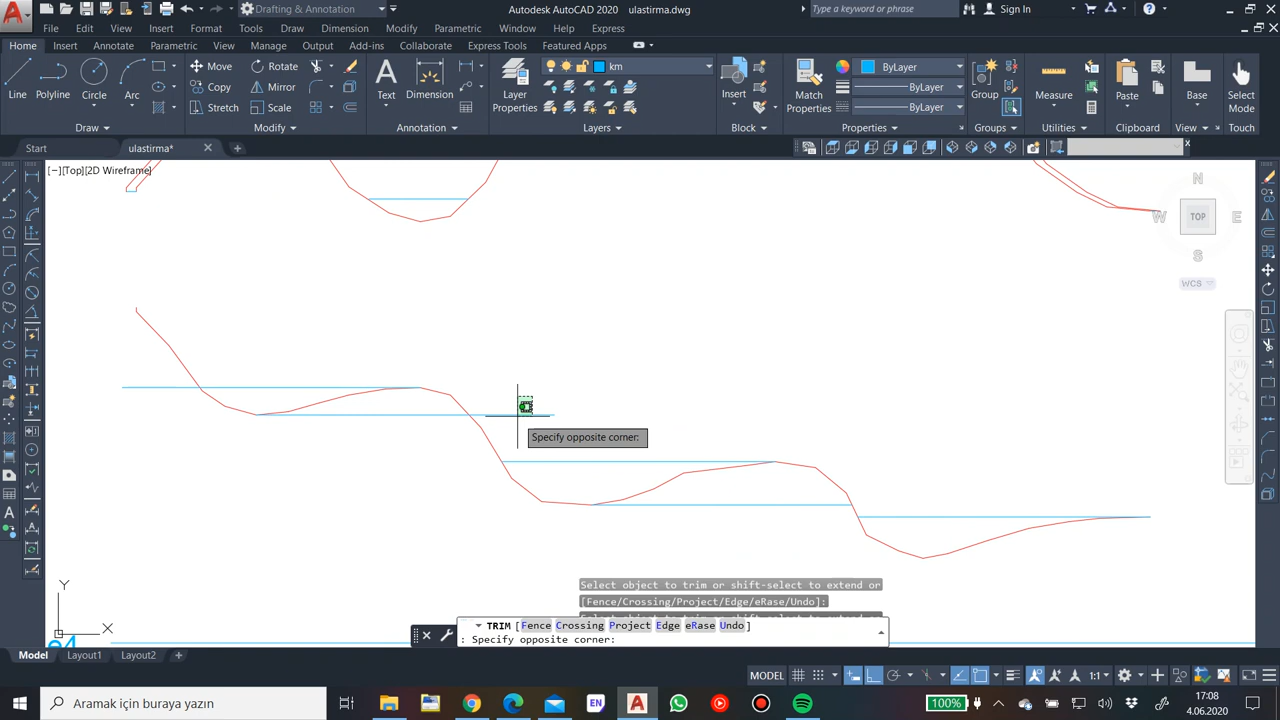 Drafting & Annotation
Autodesk AutoCAD 2020 ulastirma.dwg
Type a keyword or phrase
Sign In
File Edit View Insert Format Tools Draw Dimension Modify Parametric Window Help Express
Home Insert Annotate Parametric View Manage Output Add-ins Collaborate Express Tools Featured Apps
Line
Polyline
Circle
Arc
Move
Copy
Stretch
Rotate
Mirror
Scale
Text
Dimension
Layer
Properties
km
Insert
Match
Properties
ByLayer
ByLayer
ByLayer
Group
Measure
Paste
Base
Select
Mode
Draw
Modify
Annotation
Layers
Block
Properties
Groups
Utilities
Clipboard
View
Touch
Start
ulastirma*
[−][Top][2D Wireframe]
N
W
TOP
E
S
WCS
Specify opposite corner:
Y
X
e4
Select object to trim or shift-select to extend or
[Fence/Crossing/Project/Edge/eRase/Undo]:
TRIM [Fence Crossing Project Edge eRase Undo]
: Specify opposite corner:
Model Layout1 Layout2
MODEL
1:1
Aramak için buraya yazın
EN
A
100%
17:08
4.06.2020